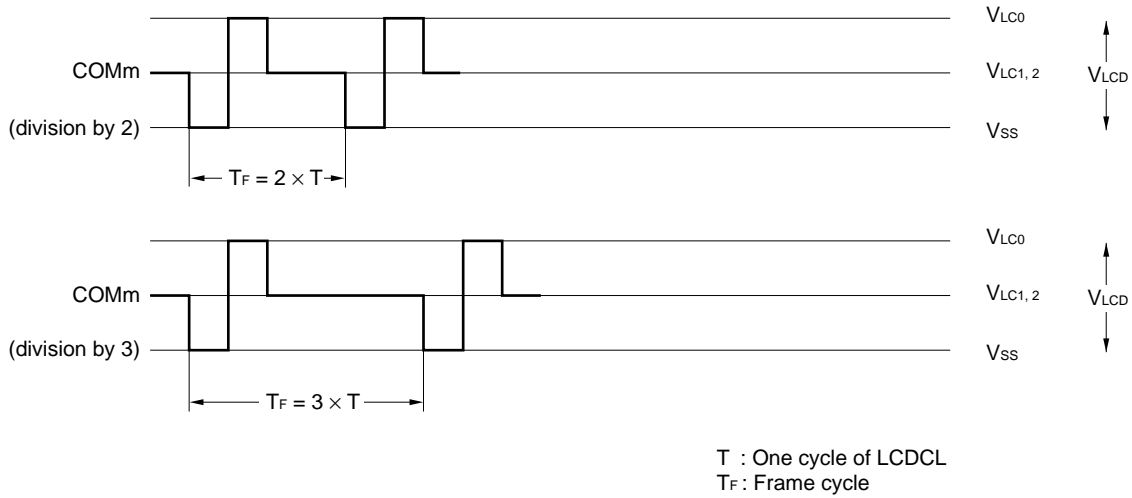 VLC0
COMm
VLC1, 2
VLCD
(division by 2)
VSS
TF = 2 × T
VLC0
COMm
VLC1, 2
VLCD
(division by 3)
VSS
TF = 3 × T
T : One cycle of LCDCL
TF : Frame cycle